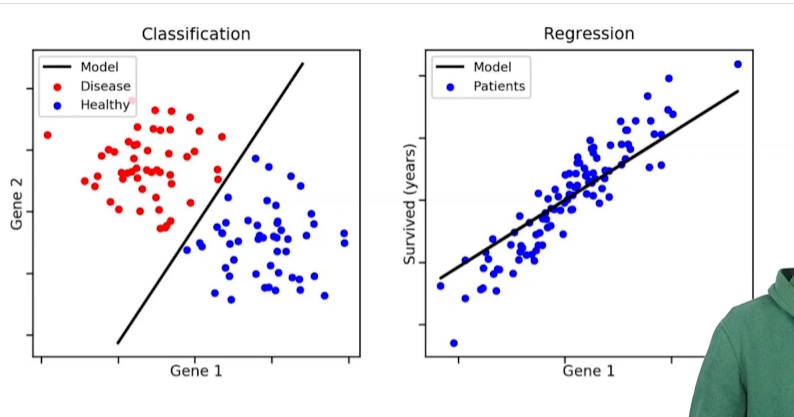 Classification
Model
Disease
Healthy
Gene 2
Gene 1
Regression
Model
Patients
Survived (years)
Gene 1